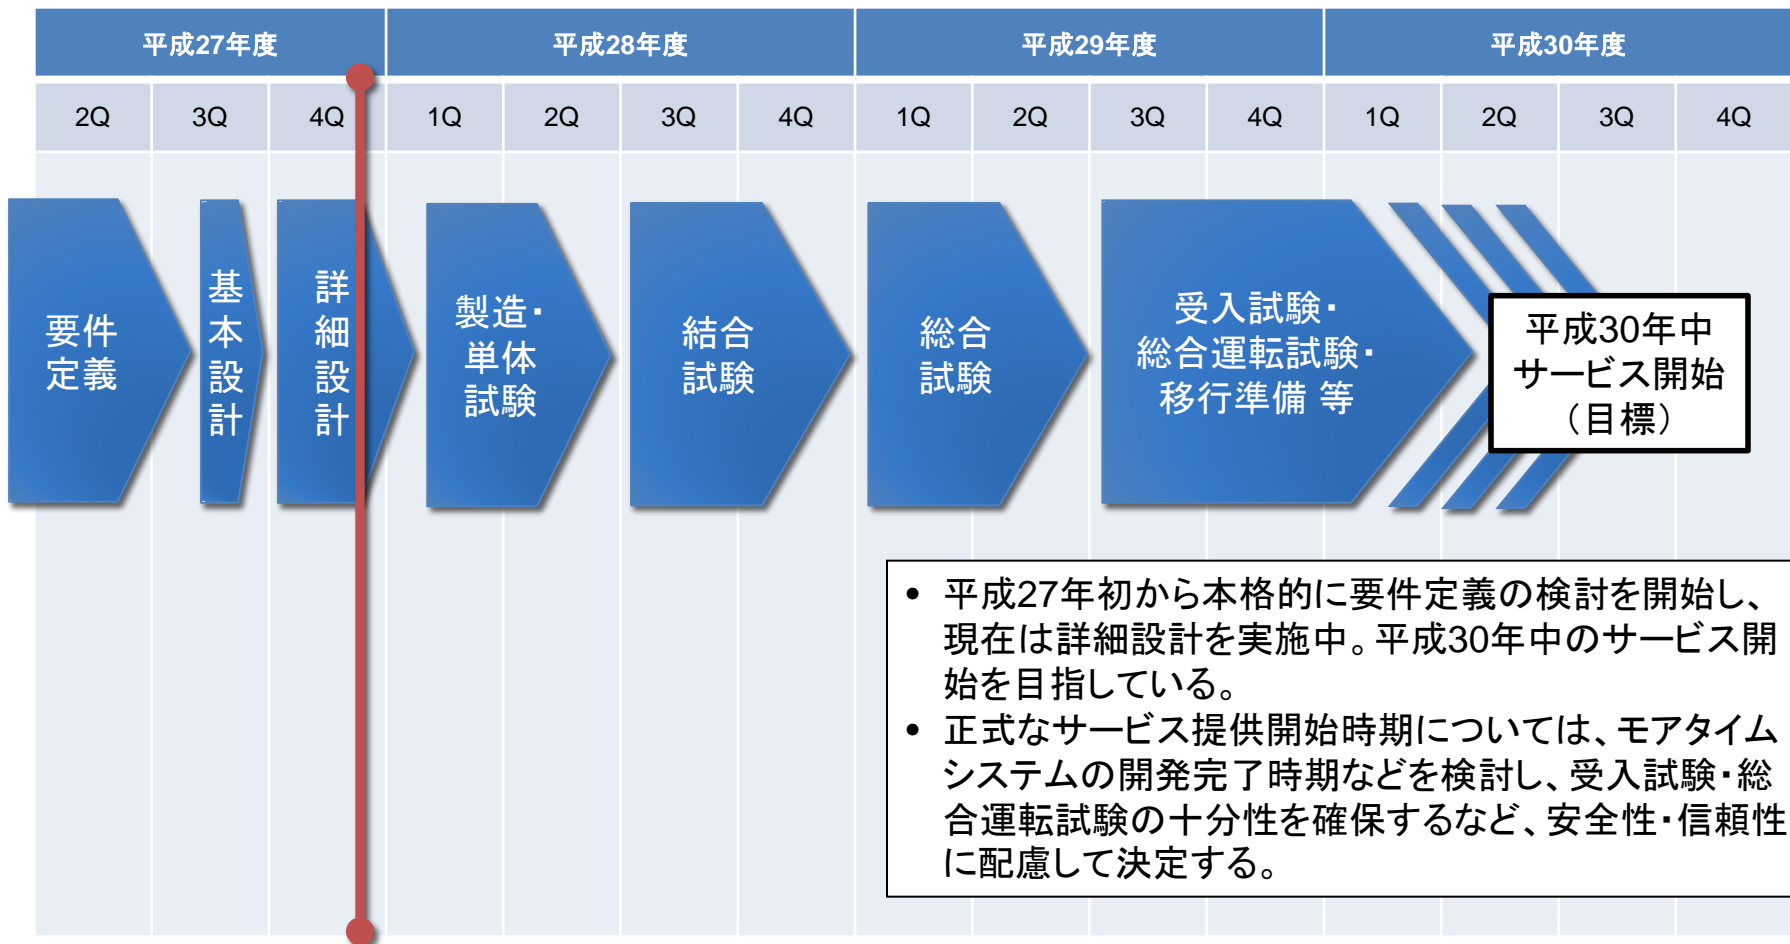 平成27年度 平成28年度 平成29年度 平成30年度
2Q 3Q 4Q 1Q 2Q 3Q 4Q 1Q 2Q 3Q 4Q 1Q 2Q 3Q 4Q
要件
定義
基本設計
詳細設計
製造・
単体
試験
結合
試験
総合
試験
受入試験・
総合運転試験・
移行準備 等
平成30年中
サービス開始
（目標）
• 平成27年初から本格的に要件定義の検討を開始し、
現在は詳細設計を実施中。平成30年中のサービス開
始を目指している。
• 正式なサービス提供開始時期については、モアタイム
システムの開発完了時期などを検討し、受入試験・総
合運転試験の十分性を確保するなど、安全性・信頼性
に配慮して決定する。